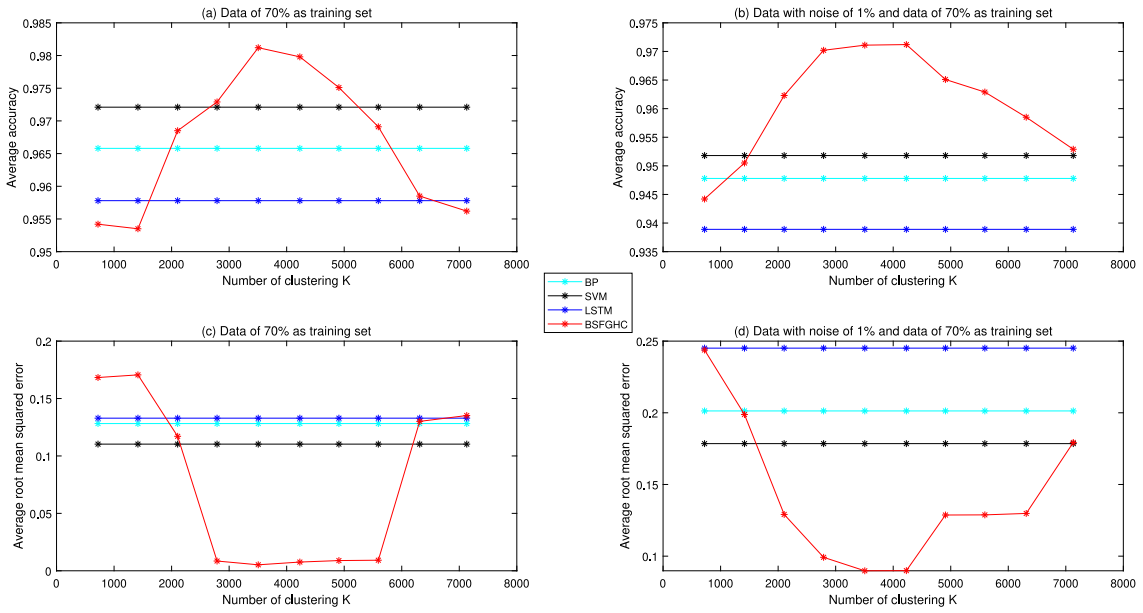 (a) Data of 70% as training set
0.985
0.98
0.975
0.97
0.965
0.96
0.955
0.95
Average accuracy
0 1000 2000 3000 4000 5000 6000 7000 8000
Number of clustering K
(b) Data with noise of 1% and data of 70% as training set
0.975
0.97
0.965
0.96
0.955
0.95
0.945
0.94
0.935
Average accuracy
0 1000 2000 3000 4000 5000 6000 7000 8000
Number of clustering K
BP
SVM
LSTM
BSFGHC
(c) Data of 70% as training set
0.2
0.15
0.1
0.05
0
Average root mean squared error
0 1000 2000 3000 4000 5000 6000 7000 8000
Number of clustering K
(d) Data with noise of 1% and data of 70% as training set
0.25
0.2
0.15
0.1
Average root mean squared error
0 1000 2000 3000 4000 5000 6000 7000 8000
Number of clustering K